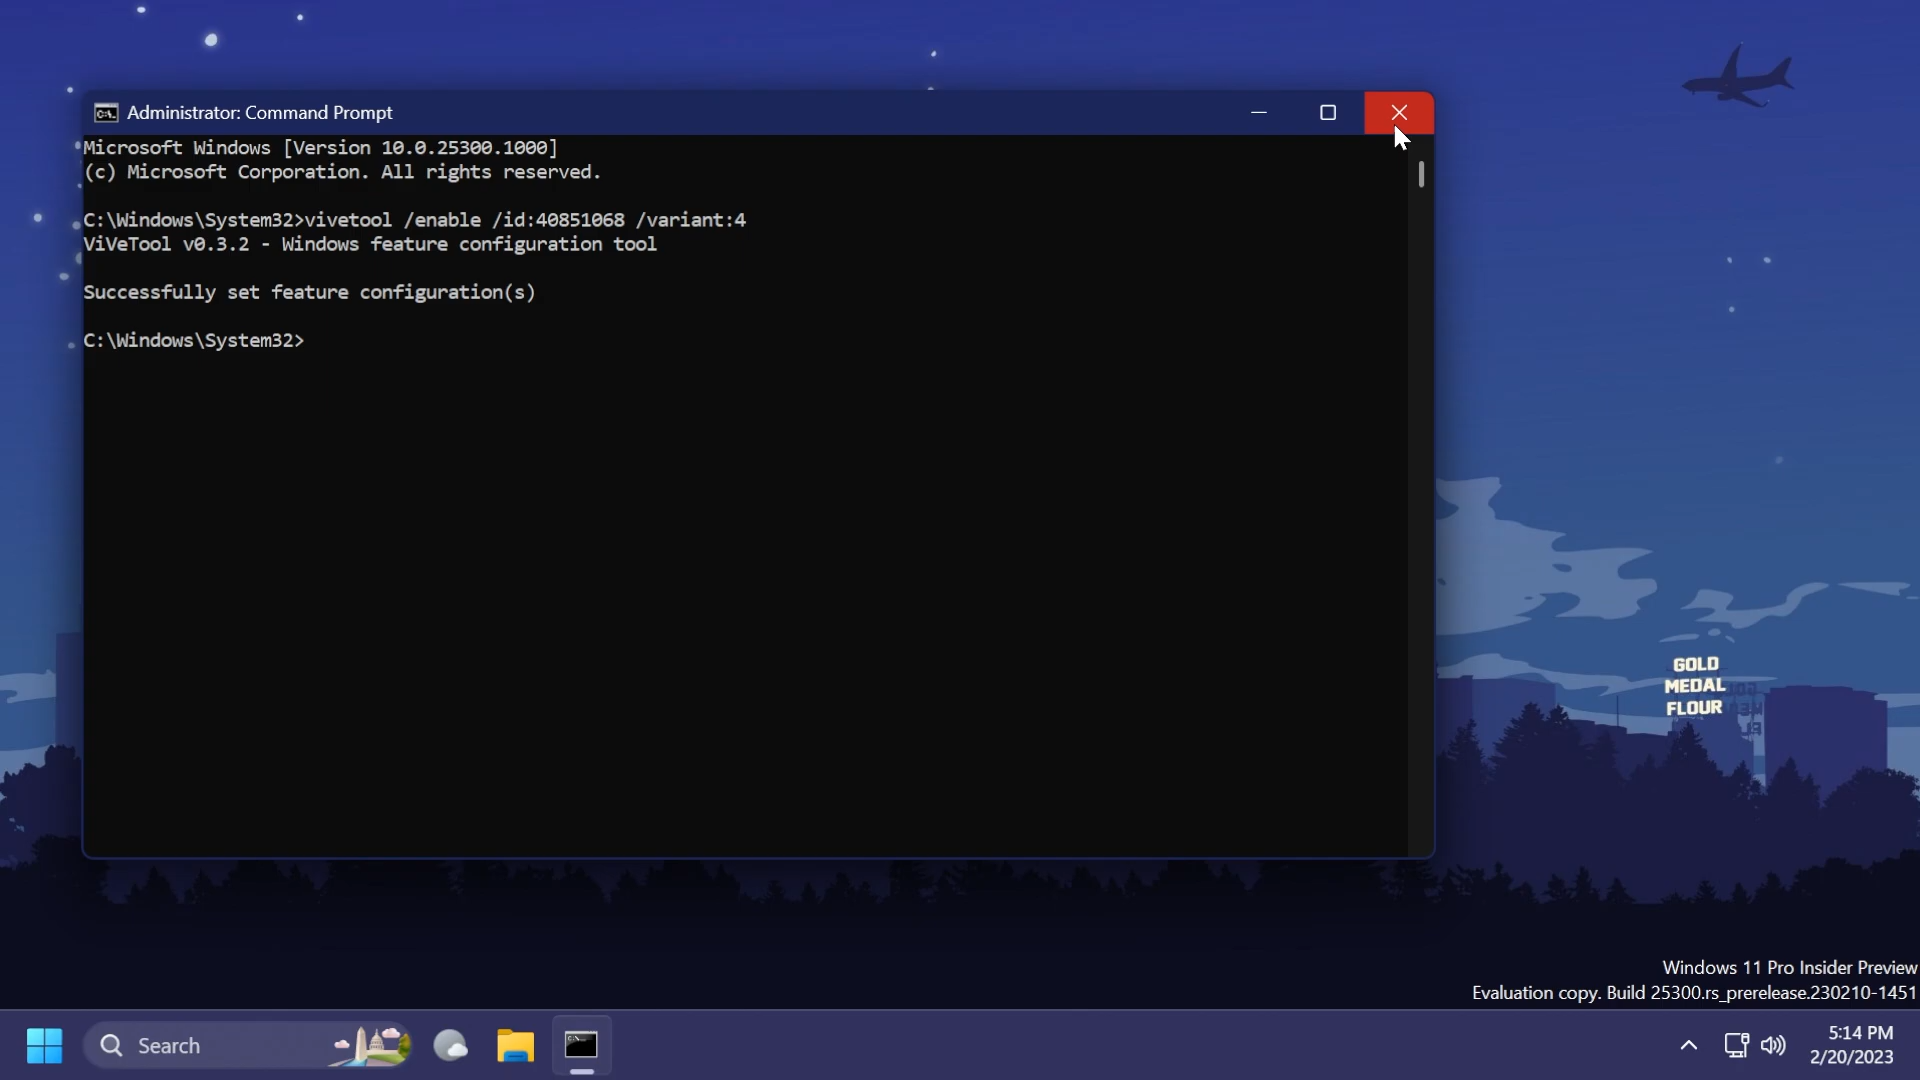 Administrator: Command Prompt
Microsoft Windows [Version 10.0.25300.1000]
(c) Microsoft Corporation. All rights reserved.
C:\Windows\System32>vivetool /enable /id:40851068 /variant:4
ViVeTool v0.3.2 - Windows feature configuration tool
Successfully set feature configuration(s)
C:\Windows\System32>
GOLD
MEDAL
FLOUR
Windows 11 Pro Insider Preview
Evaluation copy. Build 25300.rs_prerelease.230210-1451
Search
5:14 PM
2/20/2023